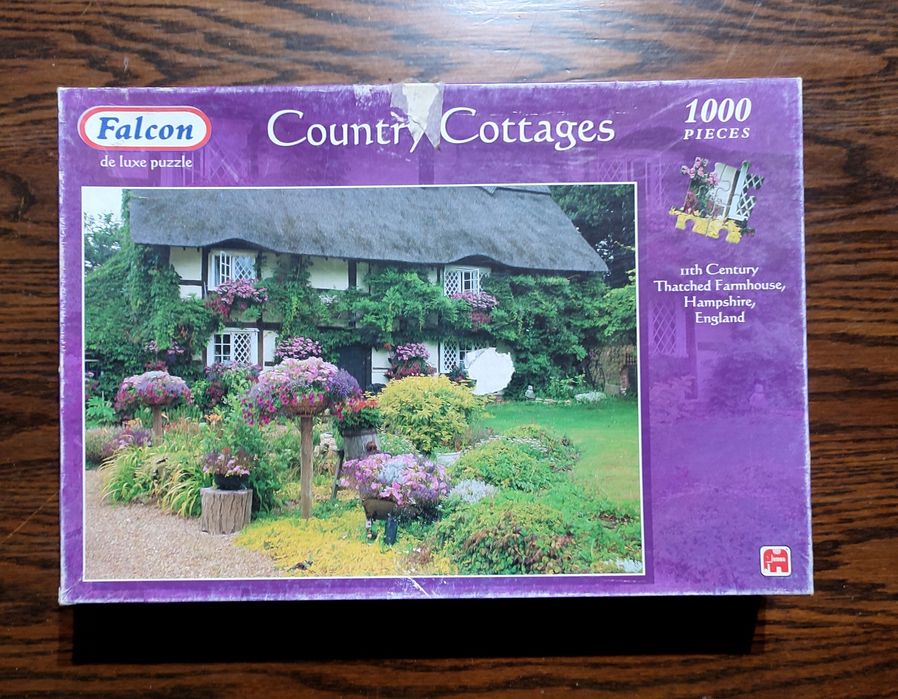 Falcon
de luxe puzzle
Country Cottages
1000
PIECES
11th Century
Thatched Farmhouse,
Hampshire,
England